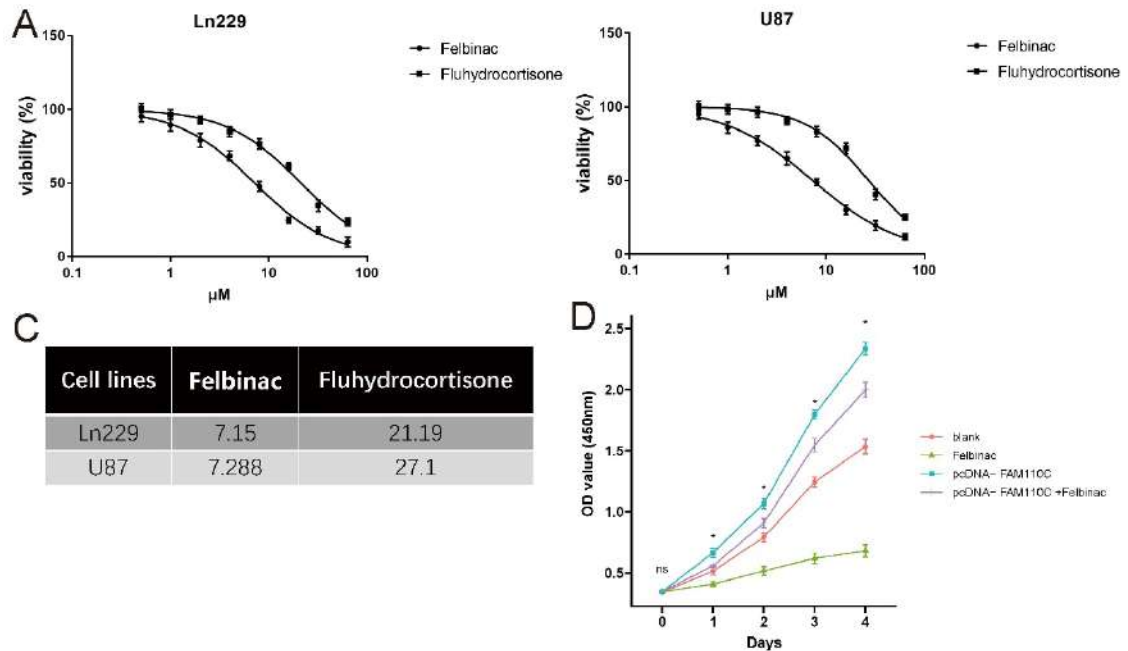 A
Ln229
150
100
50
0
viability (%)
0.1 1 10 100
μM
Felbinac
Fluhydrocortisone
U87
150
100
50
0
viability (%)
0.1 1 10 100
μM
Felbinac
Fluhydrocortisone
C
Cell lines Felbinac Fluhydrocortisone
Ln229 7.15 21.19
U87 7.288 27.1
D
2.5
2.0
1.5
1.0
0.5
OD value (450nm)
ns * * * *
0 1 2 3 4
Days
blank
Felbinac
pcDNA- FAM110C
pcDNA- FAM110C +Felbinac